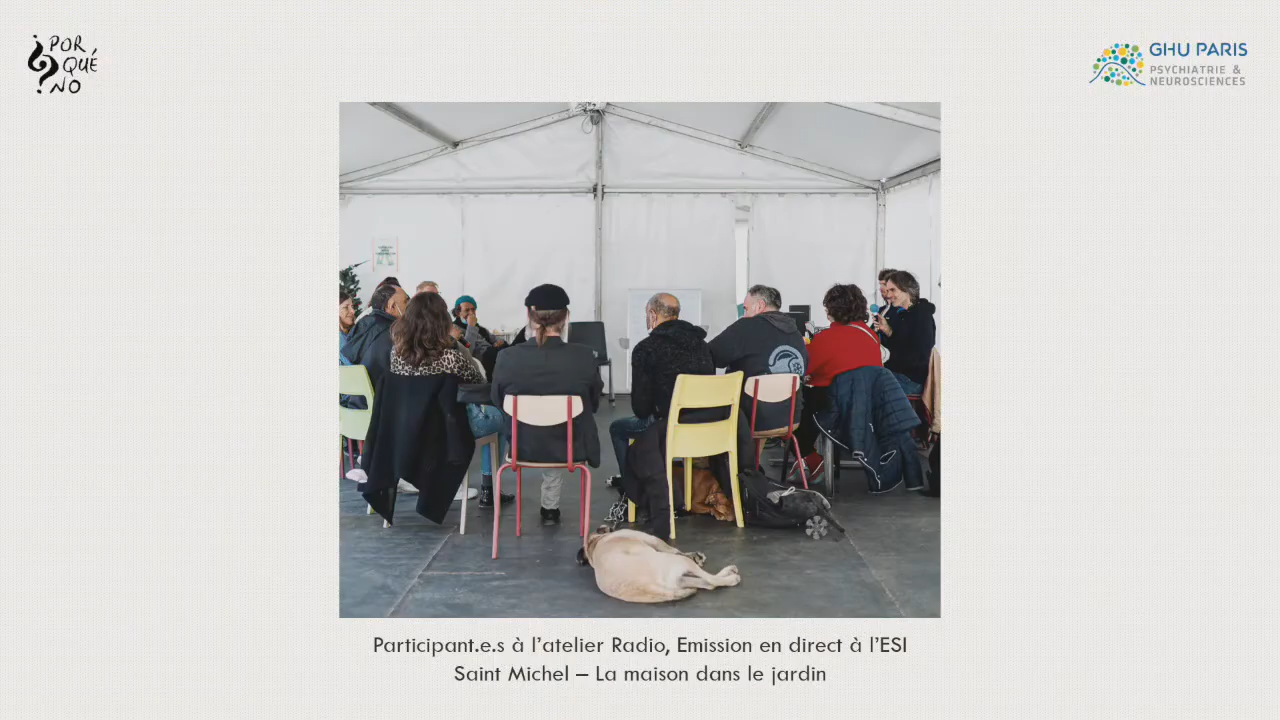 ¿POR
QUÉ
?NO
GHU PARIS
PSYCHIATRIE &
NEUROSCIENCES
Participant.e.s à l'atelier Radio, Emission en direct à l'ESI
Saint Michel – La maison dans le jardin